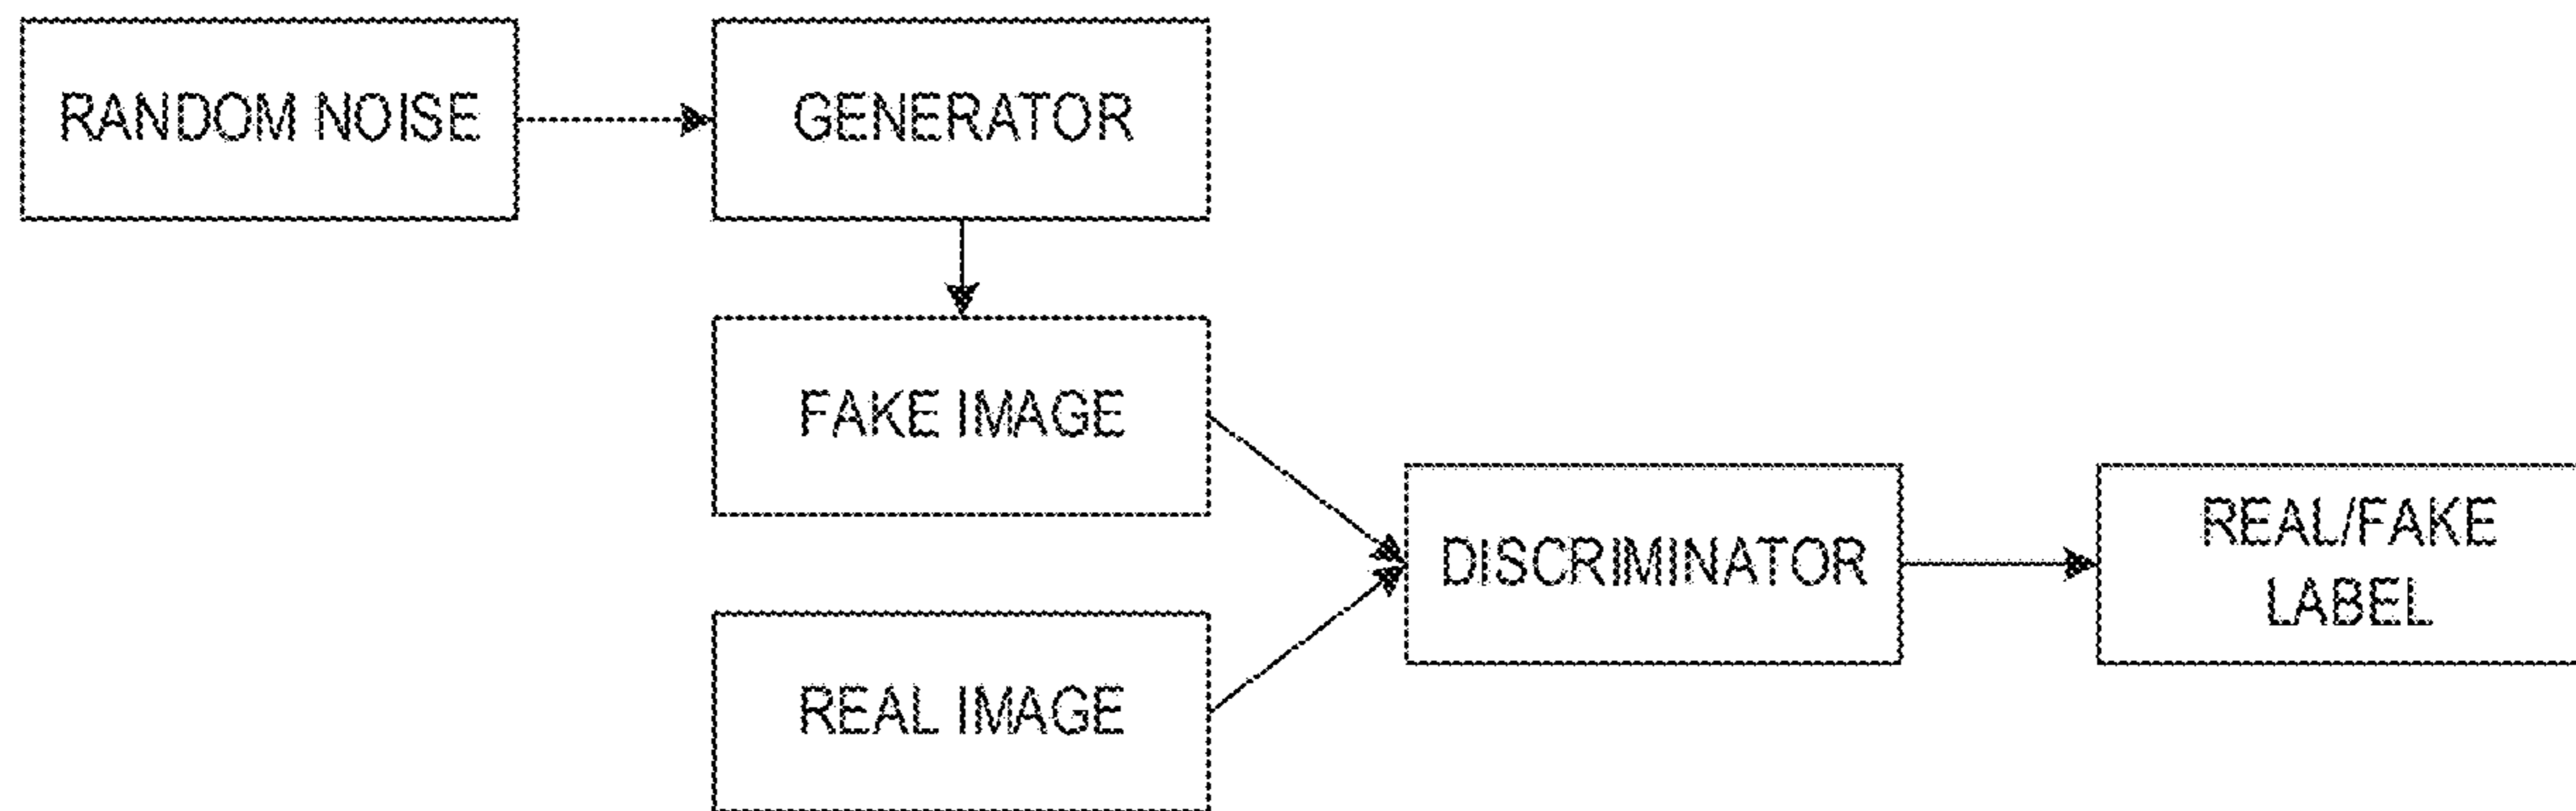 RANDOM NOISE
GENERATOR
FAKE IMAGE
REAL IMAGE
DISCRIMINATOR
REAL/FAKE
LABEL